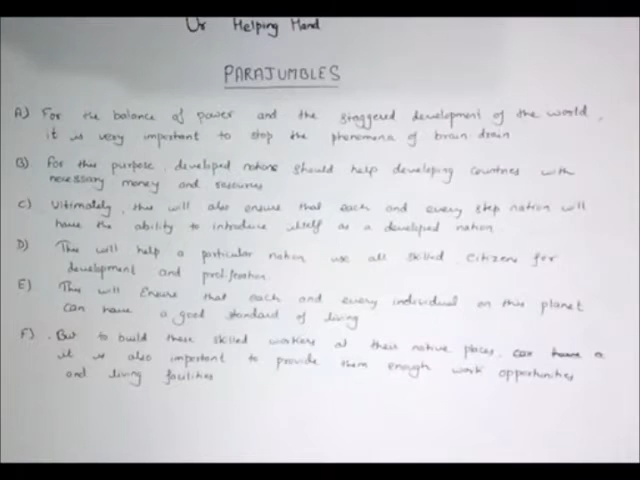 Ur Helping Hand
PARAJUMBLES
A) For the balance of power and the staggered development of the world,
it is very important to stop the phenomena of brain drain
B) For this purpose, developed nations should help developing countries with
necessary money and resources
C) Ultimately, this will also ensure that each and every step nation will
have the ability to introduce itself as a developed nation.
D) This will help a particular nation use all skilled citizens for
development and proliferation
E) This will Ensure that each and every individual on this planet
can have a good standard of living
F) But to build these skilled workers at their native places,
it is also important to provide them enough work opportunities
and living facilities